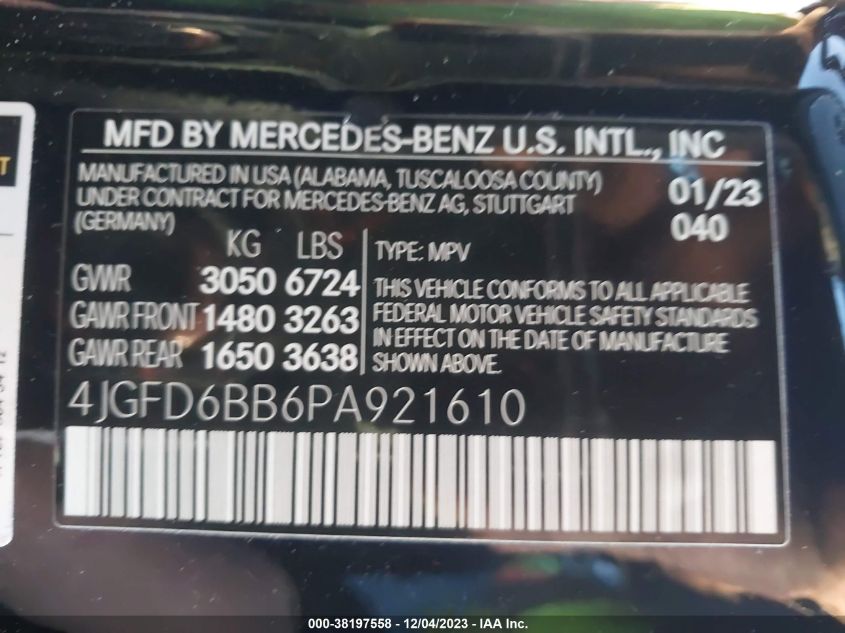 MFD BY MERCEDES-BENZ U.S. INTL., INC
MANUFACTURED IN USA (ALABAMA, TUSCALOOSA COUNTY)
UNDER CONTRACT FOR MERCEDES-BENZ AG, STUTTGART
(GERMANY)
01/23
040
KG LBS
GVWR 3050 6724
GAWR FRONT 1480 3263
GAWR REAR 1650 3638
TYPE: MPV
THIS VEHICLE CONFORMS TO ALL APPLICABLE
FEDERAL MOTOR VEHICLE SAFETY STANDARDS
IN EFFECT ON THE DATE OF MANUFACTURE
SHOWN ABOVE.
4JGFD6BB6PA921610
000-38197558 - 12/04/2023 - IAA Inc.